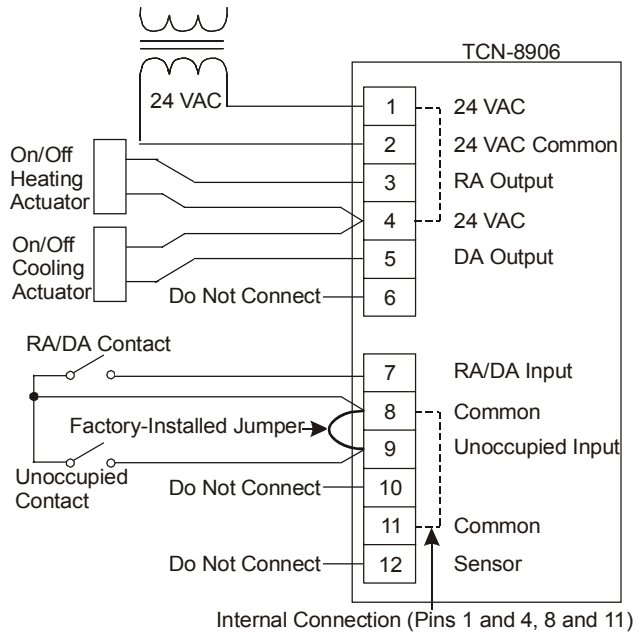 TCN-8906
24 VAC
1 24 VAC
2 24 VAC Common
On/Off
Heating
Actuator
3 RA Output
4 24 VAC
On/Off
Cooling
Actuator
5 DA Output
Do Not Connect 6
RA/DA Contact
7 RA/DA Input
8 Common
Factory-Installed Jumper
9 Unoccupied Input
Unoccupied
Contact
Do Not Connect 10
11 Common
Do Not Connect 12 Sensor
Internal Connection (Pins 1 and 4, 8 and 11)